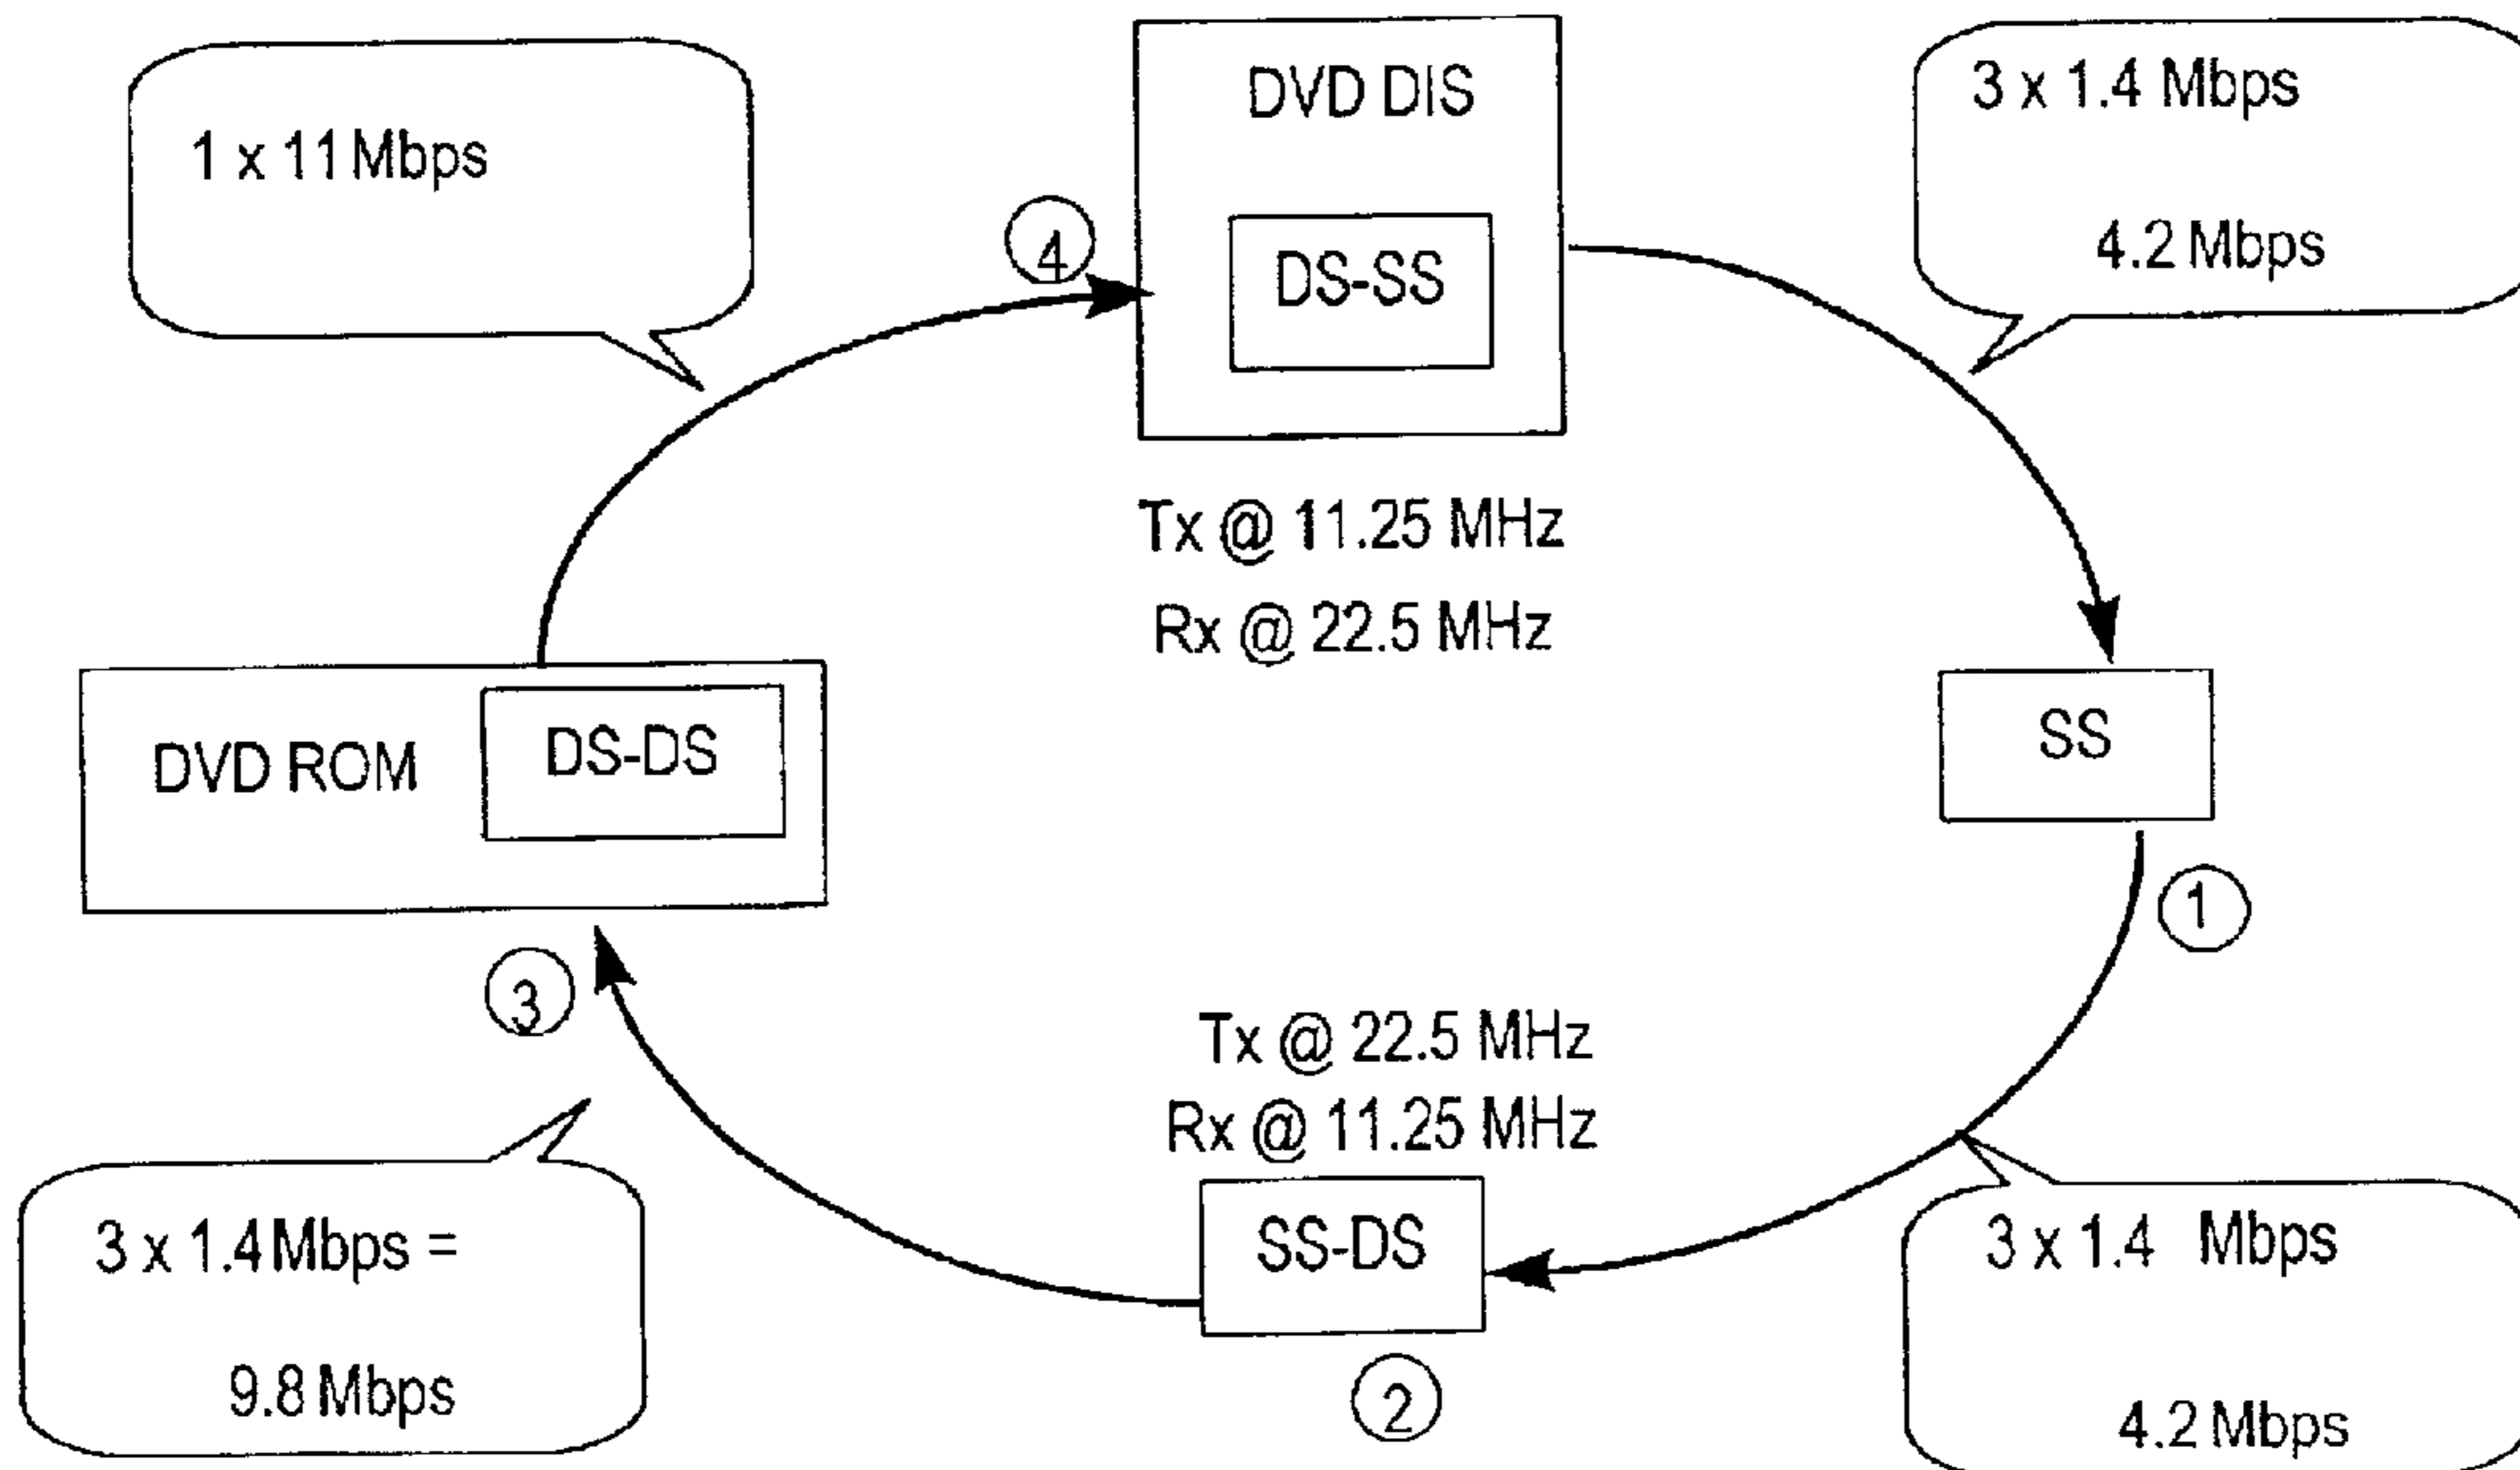 DVD DIS
DS-SS
3 x 1.4 Mbps
4.2 Mbps
1 x 11 Mbps
4
Tx @ 11.25 MHz
Rx @ 22.5 MHz
SS
DVD ROM
DS-DS
1
3
Tx @ 22.5 MHz
Rx @ 11.25 MHz
SS-DS
2
3 x 1.4 Mbps =
9.8 Mbps
3 x 1.4 Mbps
4.2 Mbps